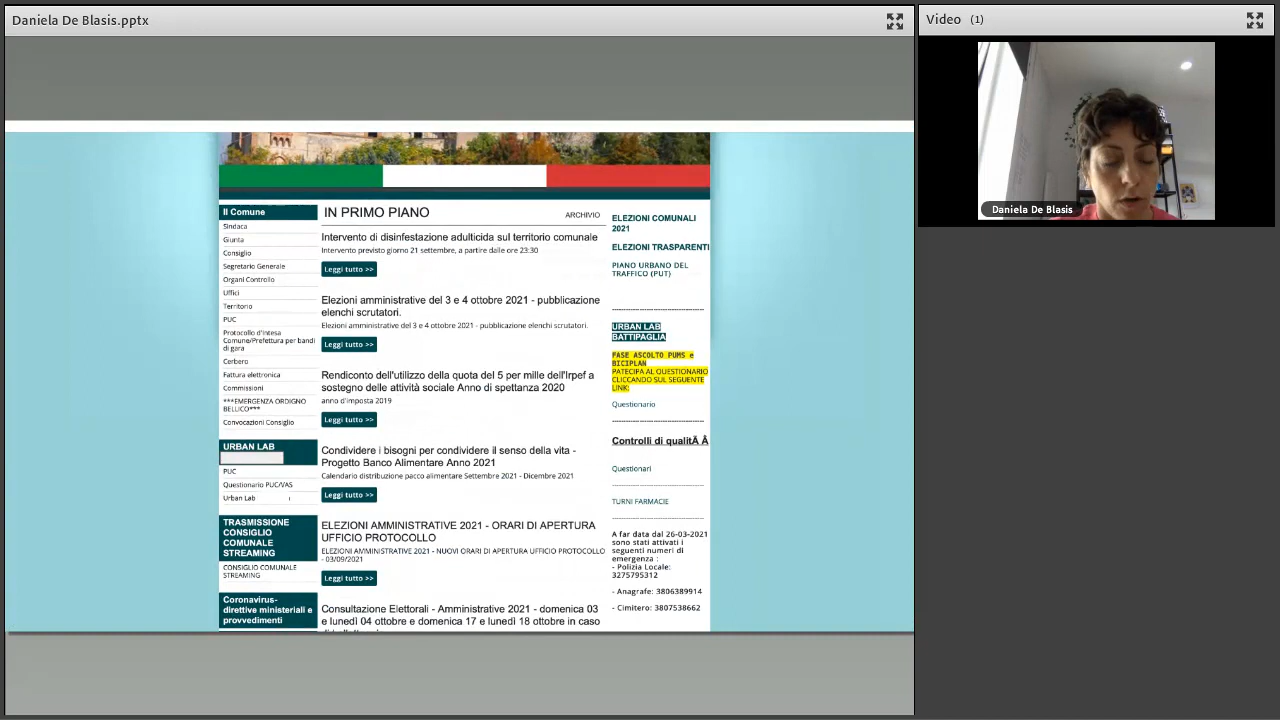 Daniela De Blasis.pptx
Il Comune
Sindaca
Giunta
Consiglio
Segretario Generale
Organi Controllo
Uffici
Territorio
PUC
Protocollo d'Intesa
Comune/Prefettura per bandi
di gara
Cerbero
Fattura elettronica
Commissioni
***EMERGENZA ORDIGNO
BELLICO***
Convocazioni Consiglio
URBAN LAB
PUC
Questionario PUC/VAS
Urban Lab
TRASMISSIONE
CONSIGLIO
COMUNALE
STREAMING
CONSIGLIO COMUNALE
STREAMING
Coronavirus-
direttive ministeriali e
provvedimenti
IN PRIMO PIANO
ARCHIVIO
Intervento di disinfestazione adulticida sul territorio comunale
Intervento previsto giorno 21 settembre, a partire dalle ore 23:30
Leggi tutto >>
Elezioni amministrative del 3 e 4 ottobre 2021 - pubblicazione
elenchi scrutatori.
Elezioni amministrative del 3 e 4 ottobre 2021 - pubblicazione elenchi scrutatori.
Leggi tutto >>
Rendiconto dell'utilizzo della quota del 5 per mille dell'Irpef a
sostegno delle attività sociale Anno di spettanza 2020
anno d'imposta 2019
Leggi tutto >>
Condividere i bisogni per condividere il senso della vita -
Progetto Banco Alimentare Anno 2021
Calendario distribuzione pacco alimentare Settembre 2021 - Dicembre 2021
Leggi tutto >>
ELEZIONI AMMINISTRATIVE 2021 - ORARI DI APERTURA
UFFICIO PROTOCOLLO
ELEZIONI AMMINISTRATIVE 2021 - NUOVI ORARI DI APERTURA UFFICIO PROTOCOLLO
- 03/09/2021
Leggi tutto >>
Consultazione Elettorali - Amministrative 2021 - domenica 03
e lunedì 04 ottobre e domenica 17 e lunedì 18 ottobre in caso
ELEZIONI COMUNALI
2021
ELEZIONI TRASPARENTI
PIANO URBANO DEL
TRAFFICO (PUT)
URBAN LAB
BATTIPAGLIA
FASE ASCOLTO PUMS e
BICIPLAN
PATECIPA AL QUESTIONARIO
CLICCANDO SUL SEGUENTE
LINK:
Questionario
Controlli di qualitÃ Â
Questionari
TURNI FARMACIE
A far data dal 26-03-2021
sono stati attivati i
seguenti numeri di
emergenza :
- Polizia Locale:
3275795312
- Anagrafe: 3806389914
- Cimitero: 3807538662
Video (1)
Daniela De Blasis